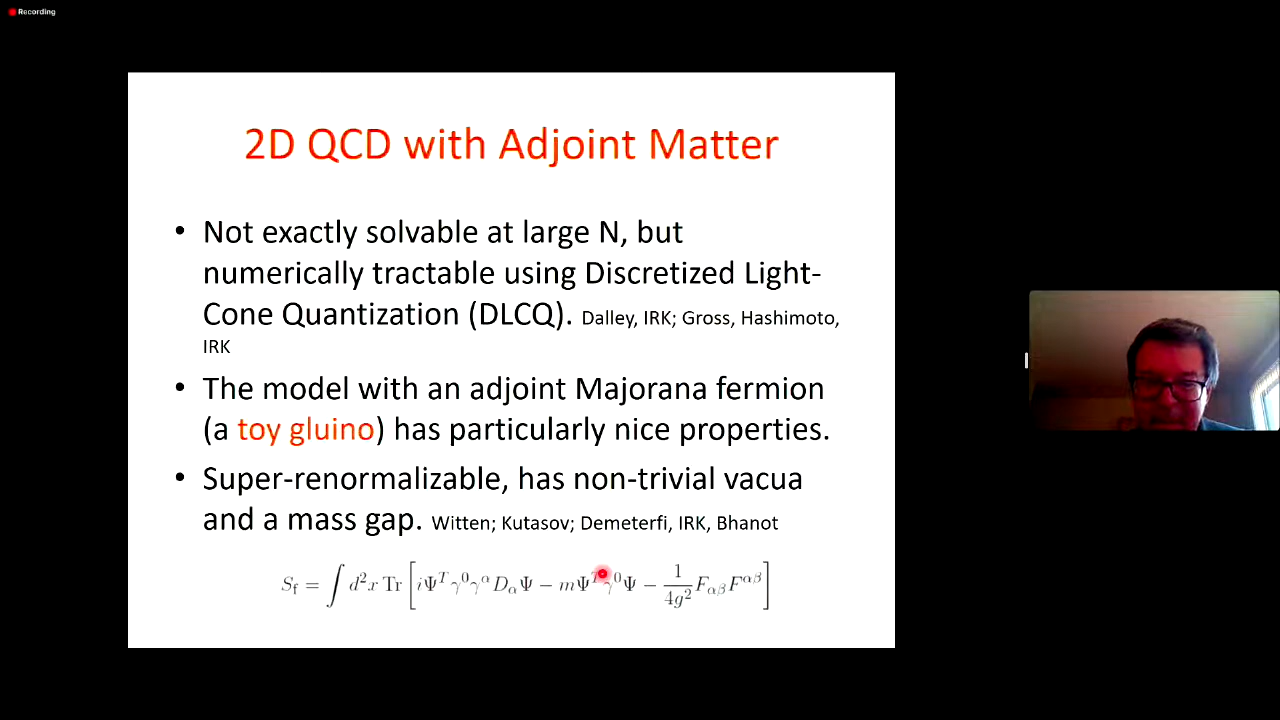 Recording
2D QCD with Adjoint Matter
• Not exactly solvable at large N, but
numerically tractable using Discretized Light-
Cone Quantization (DLCQ). Dalley, IRK; Gross, Hashimoto,
IRK
• The model with an adjoint Majorana fermion
(a toy gluino) has particularly nice properties.
• Super-renormalizable, has non-trivial vacua
and a mass gap. Witten; Kutasov; Demeterfi, IRK, Bhanot
S_f = ∫ d²x Tr [ iΨ^T γ⁰γ^α D_α Ψ − mΨ^T γ⁰Ψ − 1/(4g²) F_{αβ}F^{αβ} ]